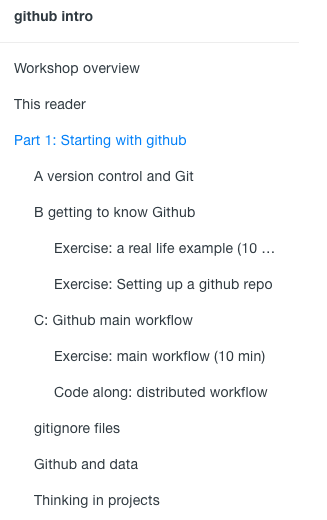 github intro
Workshop overview
This reader
Part 1: Starting with github
A version control and Git
B getting to know Github
Exercise: a real life example (10 …
Exercise: Setting up a github repo
C: Github main workflow
Exercise: main workflow (10 min)
Code along: distributed workflow
gitignore files
Github and data
Thinking in projects